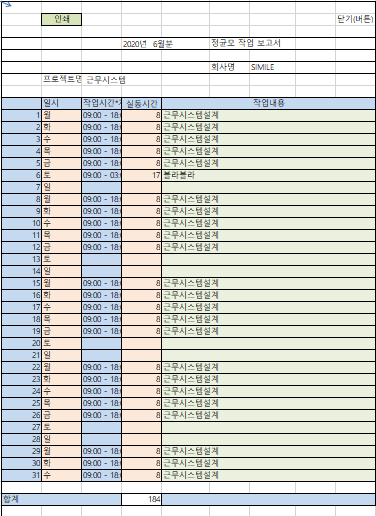 인쇄 닫기(버튼)
2020년 6월분 정균모 작업 보고서
회사명 SIMILE
프로젝트명 근무시스템
일시 작업시간* 실동시간 작업내용
1 월 09:00 - 18: 8 근무시스템설계
2 화 09:00 - 18: 8 근무시스템설계
3 수 09:00 - 18: 8 근무시스템설계
4 목 09:00 - 18: 8 근무시스템설계
5 금 09:00 - 18: 8 근무시스템설계
6 토 09:00 - 03: 17 블라블라
7 일
8 월 09:00 - 18: 8 근무시스템설계
9 화 09:00 - 18: 8 근무시스템설계
10 수 09:00 - 18: 8 근무시스템설계
11 목 09:00 - 18: 8 근무시스템설계
12 금 09:00 - 18: 8 근무시스템설계
13 토
14 일
15 월 09:00 - 18: 8 근무시스템설계
16 화 09:00 - 18: 8 근무시스템설계
17 수 09:00 - 18: 8 근무시스템설계
18 목 09:00 - 18: 8 근무시스템설계
19 금 09:00 - 18: 8 근무시스템설계
20 토
21 일
22 월 09:00 - 18: 8 근무시스템설계
23 화 09:00 - 18: 8 근무시스템설계
24 수 09:00 - 18: 8 근무시스템설계
25 목 09:00 - 18: 8 근무시스템설계
26 금 09:00 - 18: 8 근무시스템설계
27 토
28 일
29 월 09:00 - 18: 8 근무시스템설계
30 화 09:00 - 18: 8 근무시스템설계
31 수 09:00 - 18: 8 근무시스템설계
합계 184